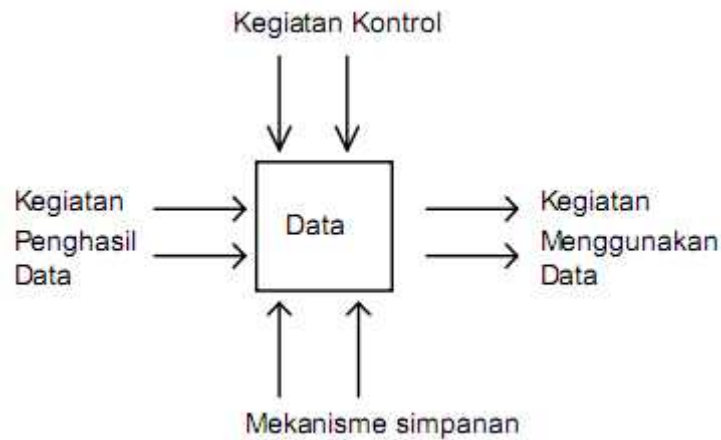 Kegiatan Kontrol
Kegiatan
Penghasil
Data
Data
Kegiatan
Menggunakan
Data
Mekanisme simpanan